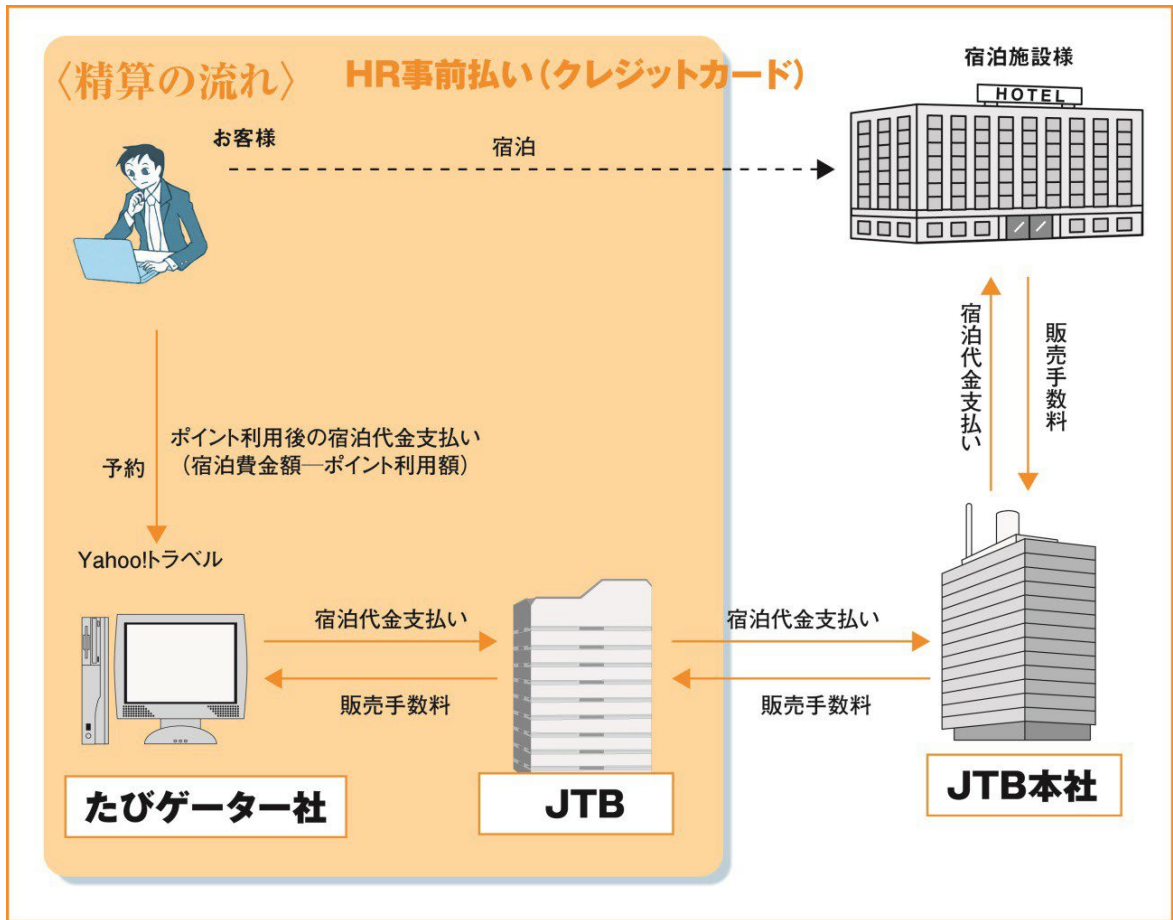 〈精算の流れ〉
HR事前払い(クレジットカード)
宿泊施設様
HOTEL
お客様
宿泊
宿泊代金支払い
販売手数料
予約
ポイント利用後の宿泊代金支払い
(宿泊費金額―ポイント利用額)
Yahoo!トラベル
宿泊代金支払い
販売手数料
宿泊代金支払い
販売手数料
たびゲーター社
JTB
JTB本社